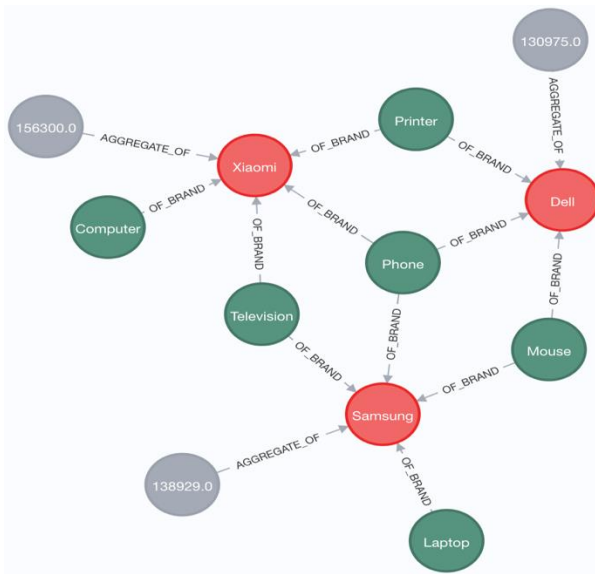 130975.0
156300.0
AGGREGATE_OF
AGGREGATE_OF
Printer
OF_BRAND
OF_BRAND
Xiaomi
Dell
OF_BRAND
Computer
OF_BRAND
OF_BRAND
OF_BRAND
Phone
OF_BRAND
Television
OF_BRAND
OF_BRAND
Mouse
OF_BRAND
Samsung
AGGREGATE_OF
138929.0
OF_BRAND
Laptop